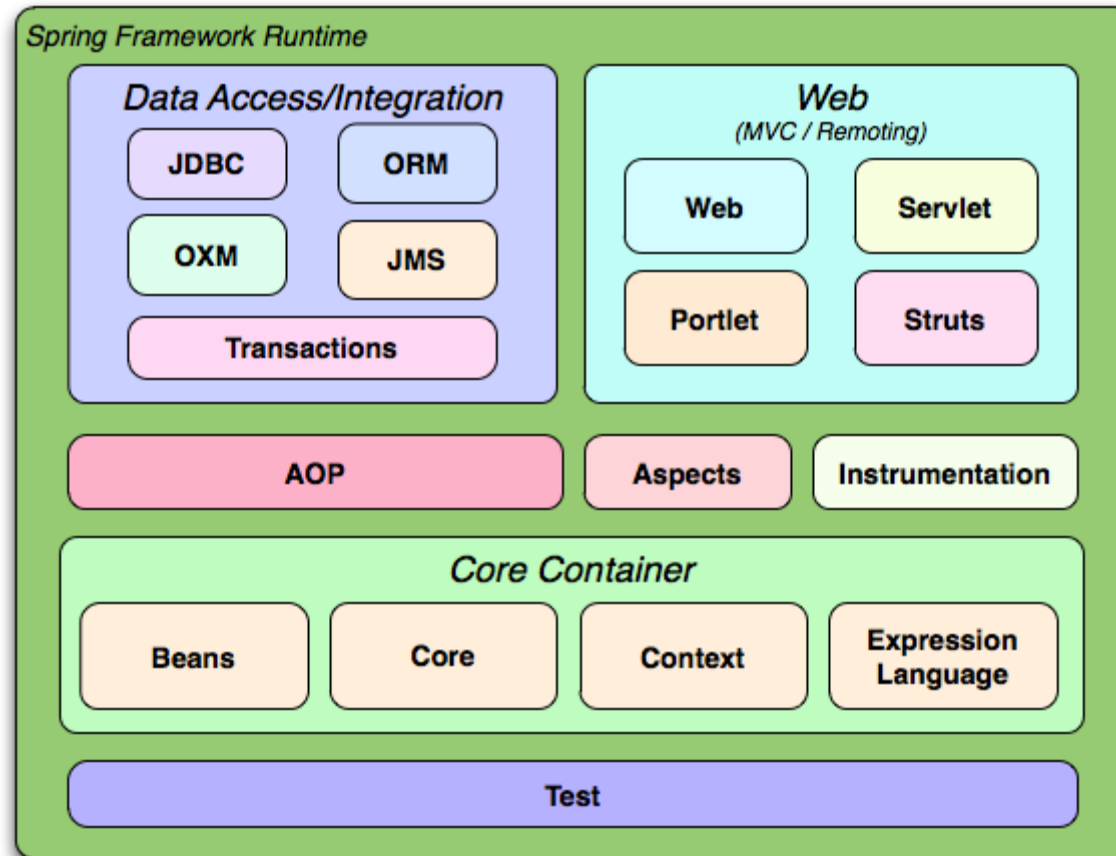 Spring Framework Runtime
Data Access/Integration
JDBC
ORM
OXM
JMS
Transactions
Web
(MVC / Remoting)
Web
Servlet
Portlet
Struts
AOP
Aspects
Instrumentation
Core Container
Beans
Core
Context
Expression
Language
Test